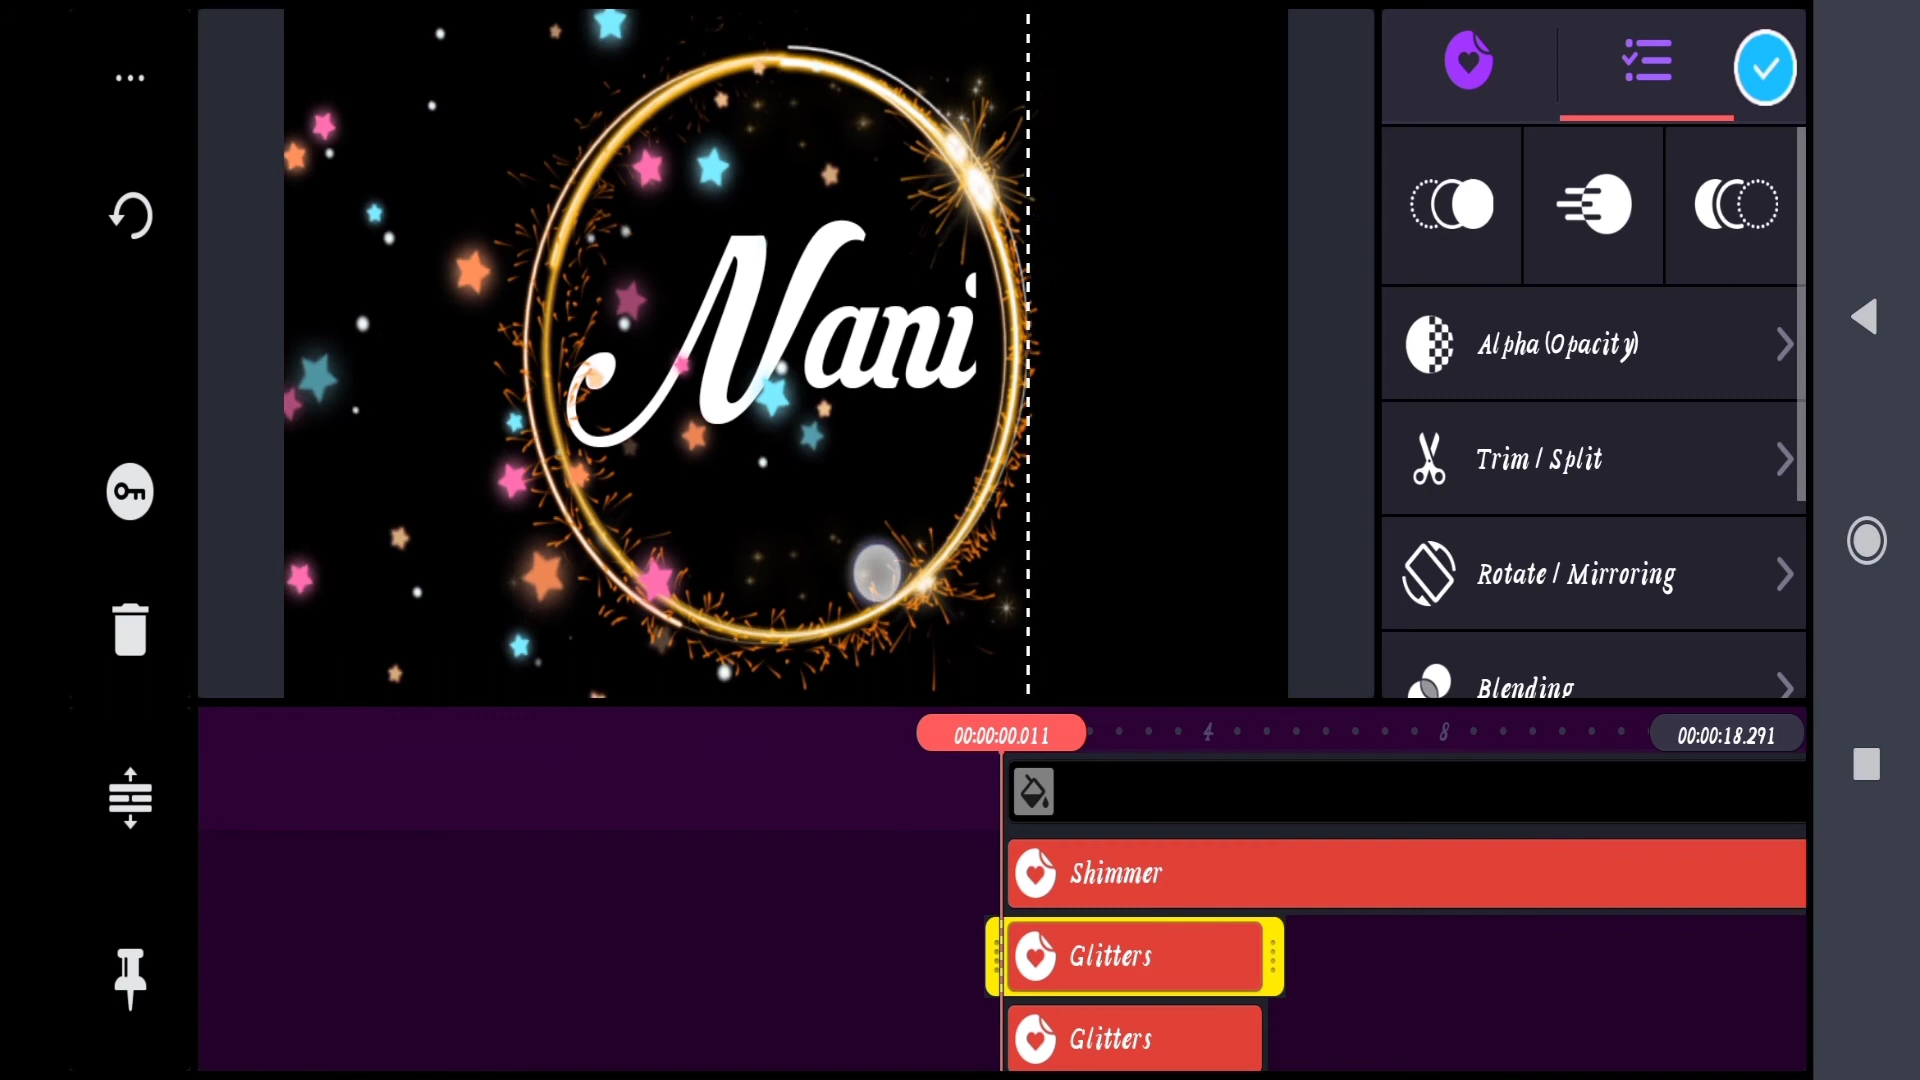 Nani
Alpha (Opacity)
Trim / Split
Rotate / Mirroring
Blending
00:00:00.011
4
8
00:00:18.291
Shimmer
Glitters
Glitters